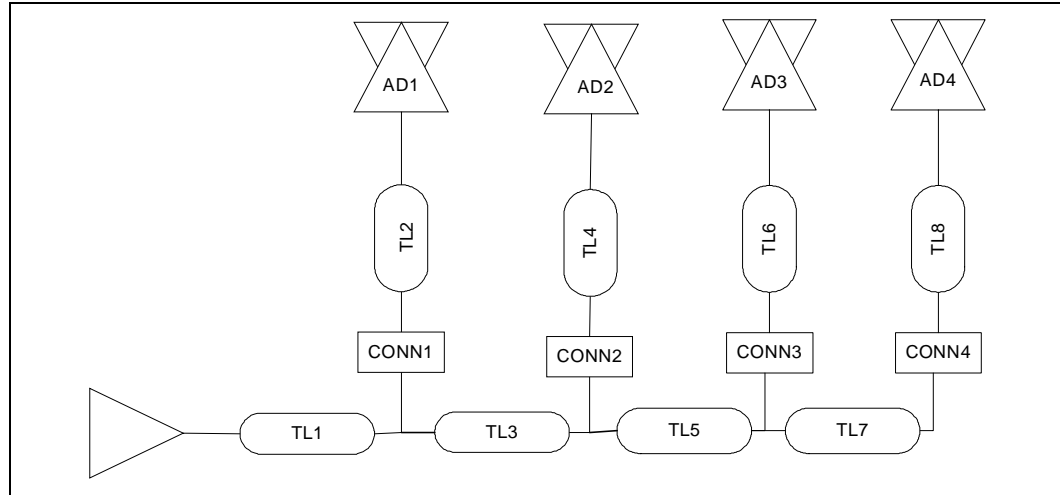 AD1
AD2
AD3
AD4
TL2
TL4
TL6
TL8
CONN1
CONN2
CONN3
CONN4
TL1
TL3
TL5
TL7